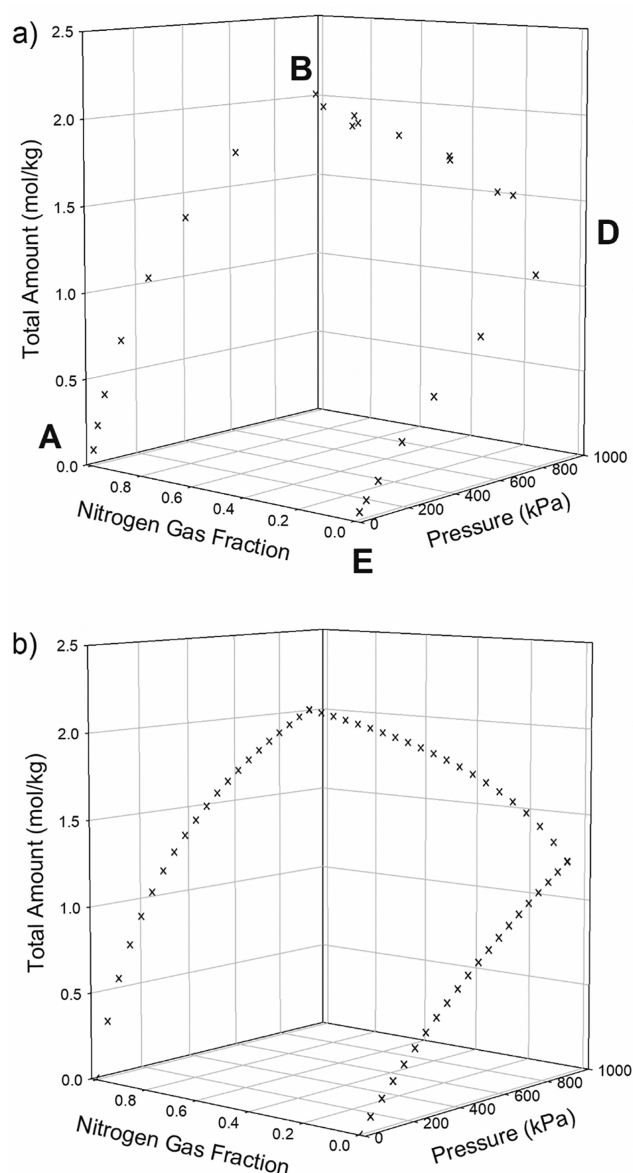 a)
2.5
B
2.0
Total Amount (mol/kg)
1.5
D
1.0
0.5
A
0.0
1000
0.8
800
0.6
600
0.4
400
0.2
200
0.0
0
Nitrogen Gas Fraction
Pressure (kPa)
E
b)
2.5
2.0
Total Amount (mol/kg)
1.5
1.0
0.5
0.0
1000
0.8
800
0.6
600
0.4
400
0.2
200
0.0
0
Nitrogen Gas Fraction
Pressure (kPa)